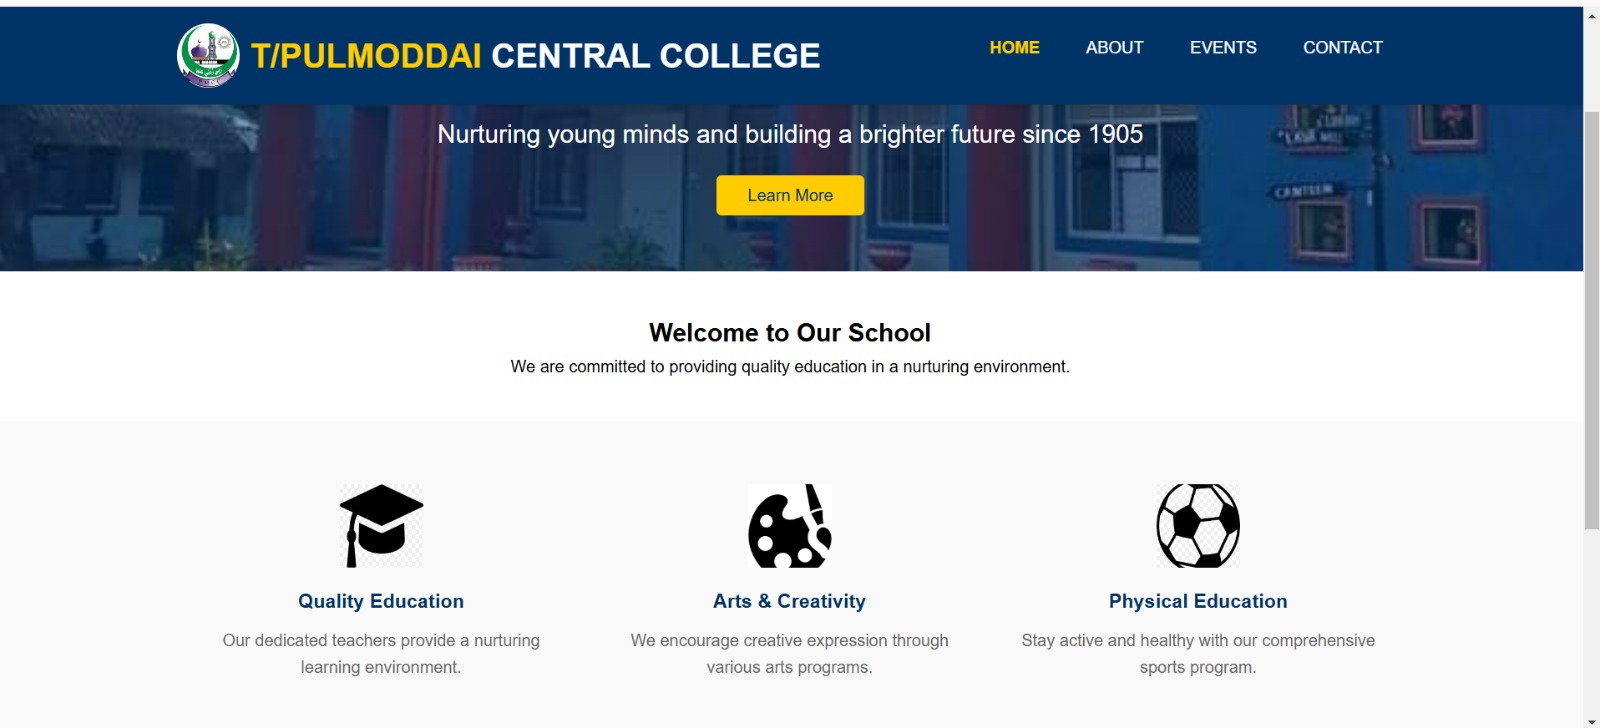 T/PULMODDAI CENTRAL COLLEGE
HOME
ABOUT
EVENTS
CONTACT
Nurturing young minds and building a brighter future since 1905
Learn More
CANTEEN
Welcome to Our School
We are committed to providing quality education in a nurturing environment.
Quality Education
Our dedicated teachers provide a nurturing
learning environment.
Arts & Creativity
We encourage creative expression through
various arts programs.
Physical Education
Stay active and healthy with our comprehensive
sports program.